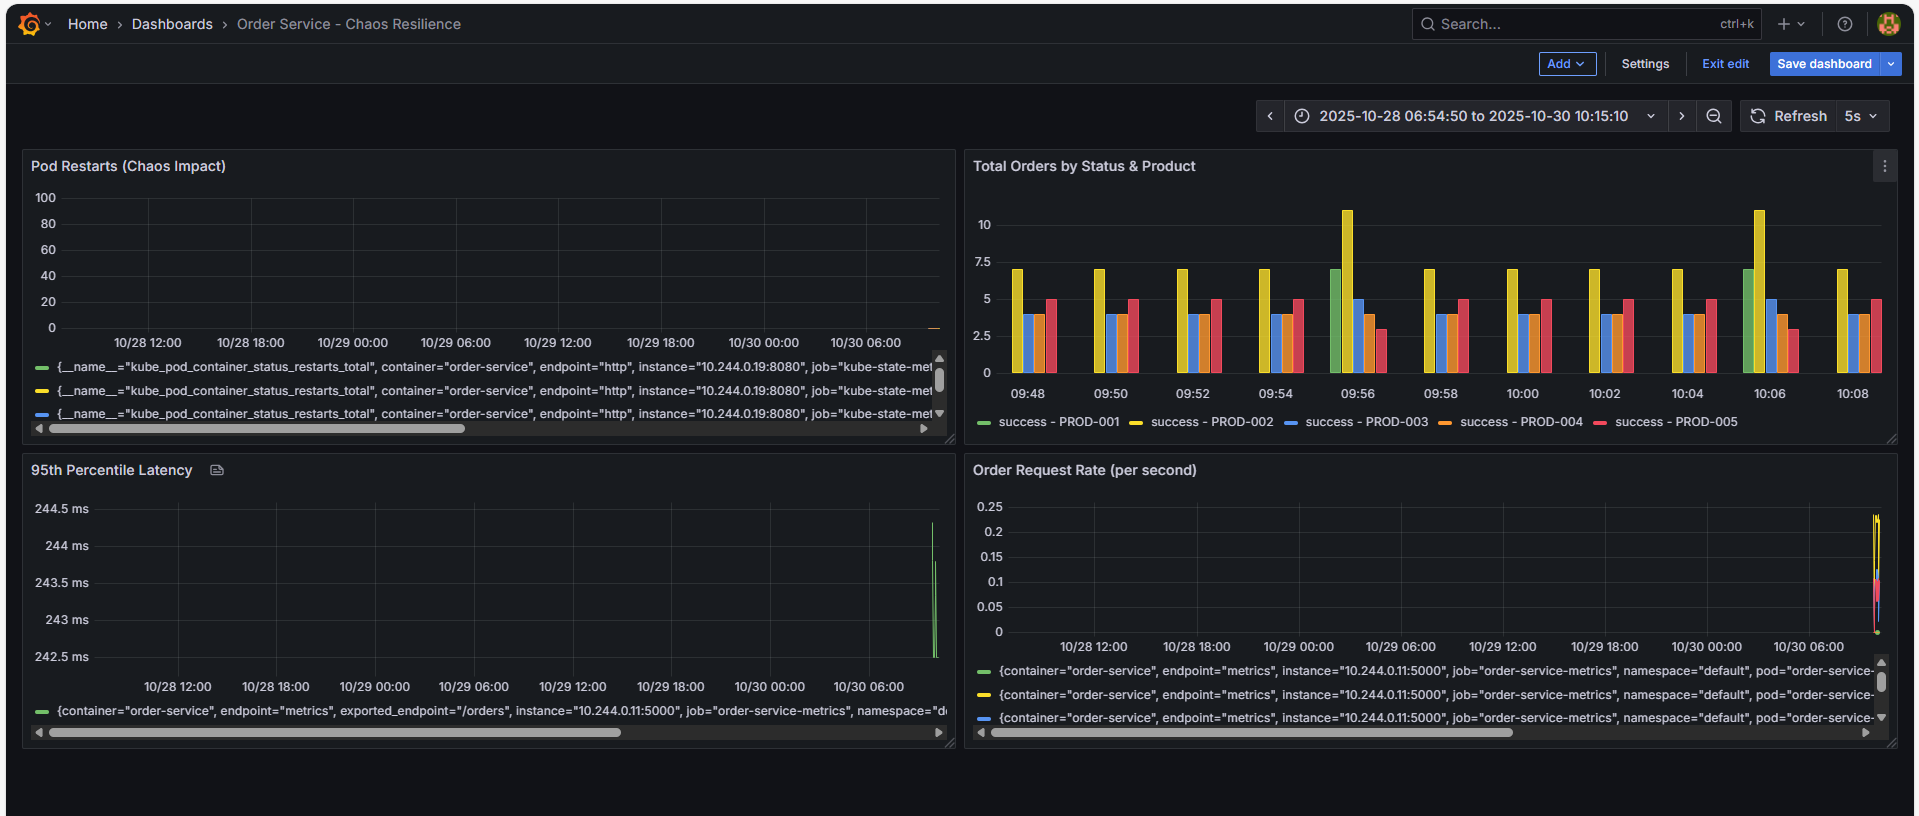 Home › Dashboards › Order Service - Chaos Resilience
Search... ctrl+k
Add Settings Exit edit Save dashboard
2025-10-28 06:54:50 to 2025-10-30 10:15:10 Refresh 5s
Pod Restarts (Chaos Impact)
100
80
60
40
20
0
10/28 12:00 10/28 18:00 10/29 00:00 10/29 06:00 10/29 12:00 10/29 18:00 10/30 00:00 10/30 06:00
{__name__="kube_pod_container_status_restarts_total", container="order-service", endpoint="http", instance="10.244.0.19:8080", job="kube-state-met
{__name__="kube_pod_container_status_restarts_total", container="order-service", endpoint="http", instance="10.244.0.19:8080", job="kube-state-met
{__name__="kube_pod_container_status_restarts_total", container="order-service", endpoint="http", instance="10.244.0.19:8080", job="kube-state-met
Total Orders by Status & Product
10
7.5
5
2.5
0
09:48 09:50 09:52 09:54 09:56 09:58 10:00 10:02 10:04 10:06 10:08
success - PROD-001 success - PROD-002 success - PROD-003 success - PROD-004 success - PROD-005
95th Percentile Latency
244.5 ms
244 ms
243.5 ms
243 ms
242.5 ms
10/28 12:00 10/28 18:00 10/29 00:00 10/29 06:00 10/29 12:00 10/29 18:00 10/30 00:00 10/30 06:00
{container="order-service", endpoint="metrics", exported_endpoint="/orders", instance="10.244.0.11:5000", job="order-service-metrics", namespace="de
Order Request Rate (per second)
0.25
0.2
0.15
0.1
0.05
0
10/28 12:00 10/28 18:00 10/29 00:00 10/29 06:00 10/29 12:00 10/29 18:00 10/30 00:00 10/30 06:00
{container="order-service", endpoint="metrics", instance="10.244.0.11:5000", job="order-service-metrics", namespace="default", pod="order-service-
{container="order-service", endpoint="metrics", instance="10.244.0.11:5000", job="order-service-metrics", namespace="default", pod="order-service-
{container="order-service", endpoint="metrics", instance="10.244.0.11:5000", job="order-service-metrics", namespace="default", pod="order-service-